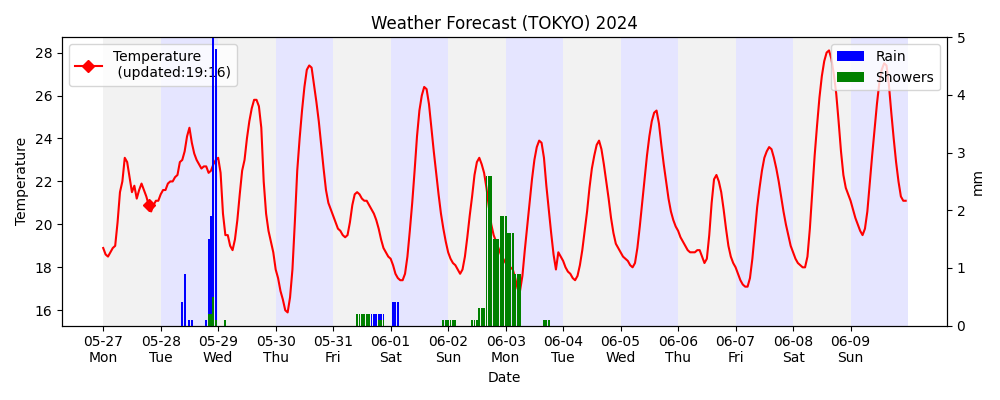 Weather Forecast (TOKYO) 2024
Temperature
(updated:19:16)
Rain
Showers
28
26
24
22
20
18
16
Temperature
5
4
3
2
1
0
mm
05-27 05-28 05-29 05-30 05-31 06-01 06-02 06-03 06-04 06-05 06-06 06-07 06-08 06-09
Mon Tue Wed Thu Fri Sat Sun Mon Tue Wed Thu Fri Sat Sun
Date